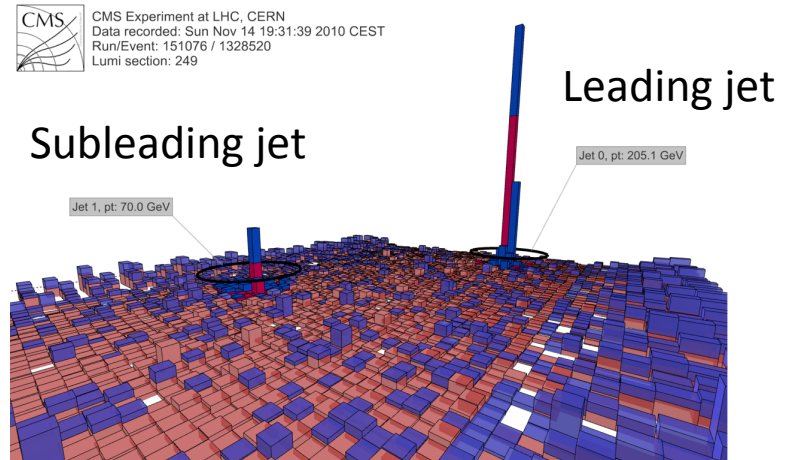 CMS
CMS Experiment at LHC, CERN
Data recorded: Sun Nov 14 19:31:39 2010 CEST
Run/Event: 151076 / 1328520
Lumi section: 249
Leading jet
Subleading jet
Jet 0, pt: 205.1 GeV
Jet 1, pt: 70.0 GeV